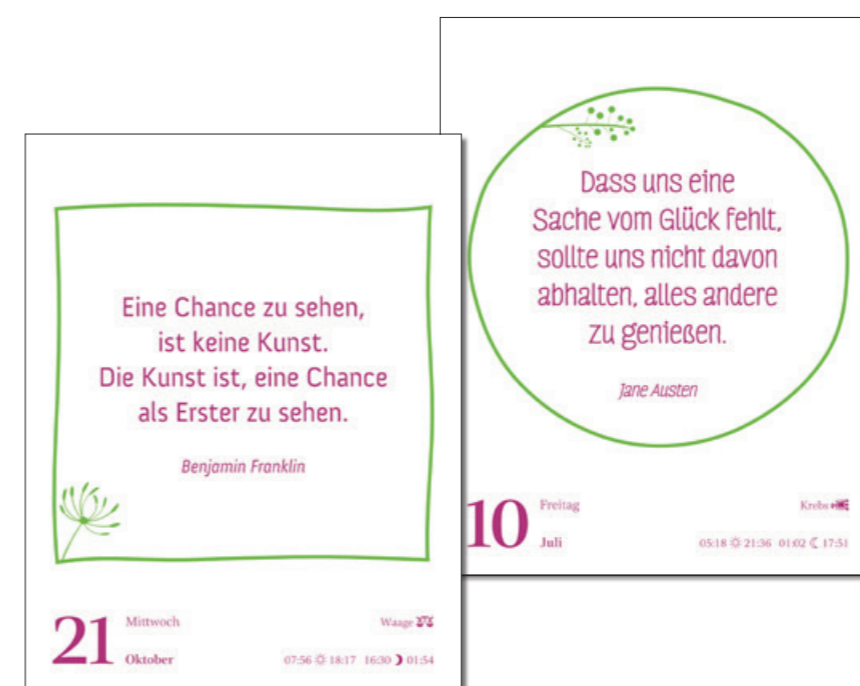 Eine Chance zu sehen,
ist keine Kunst.
Die Kunst ist, eine Chance
als Erster zu sehen.
Benjamin Franklin
21
Mittwoch
Waage
Oktober
07:56 18:17 16:30 01:54
Dass uns eine
Sache vom Glück fehlt,
sollte uns nicht davon
abhalten, alles andere
zu genießen.
Jane Austen
10
Freitag
Krebs
Juli
05:18 21:36 01:02 17:51